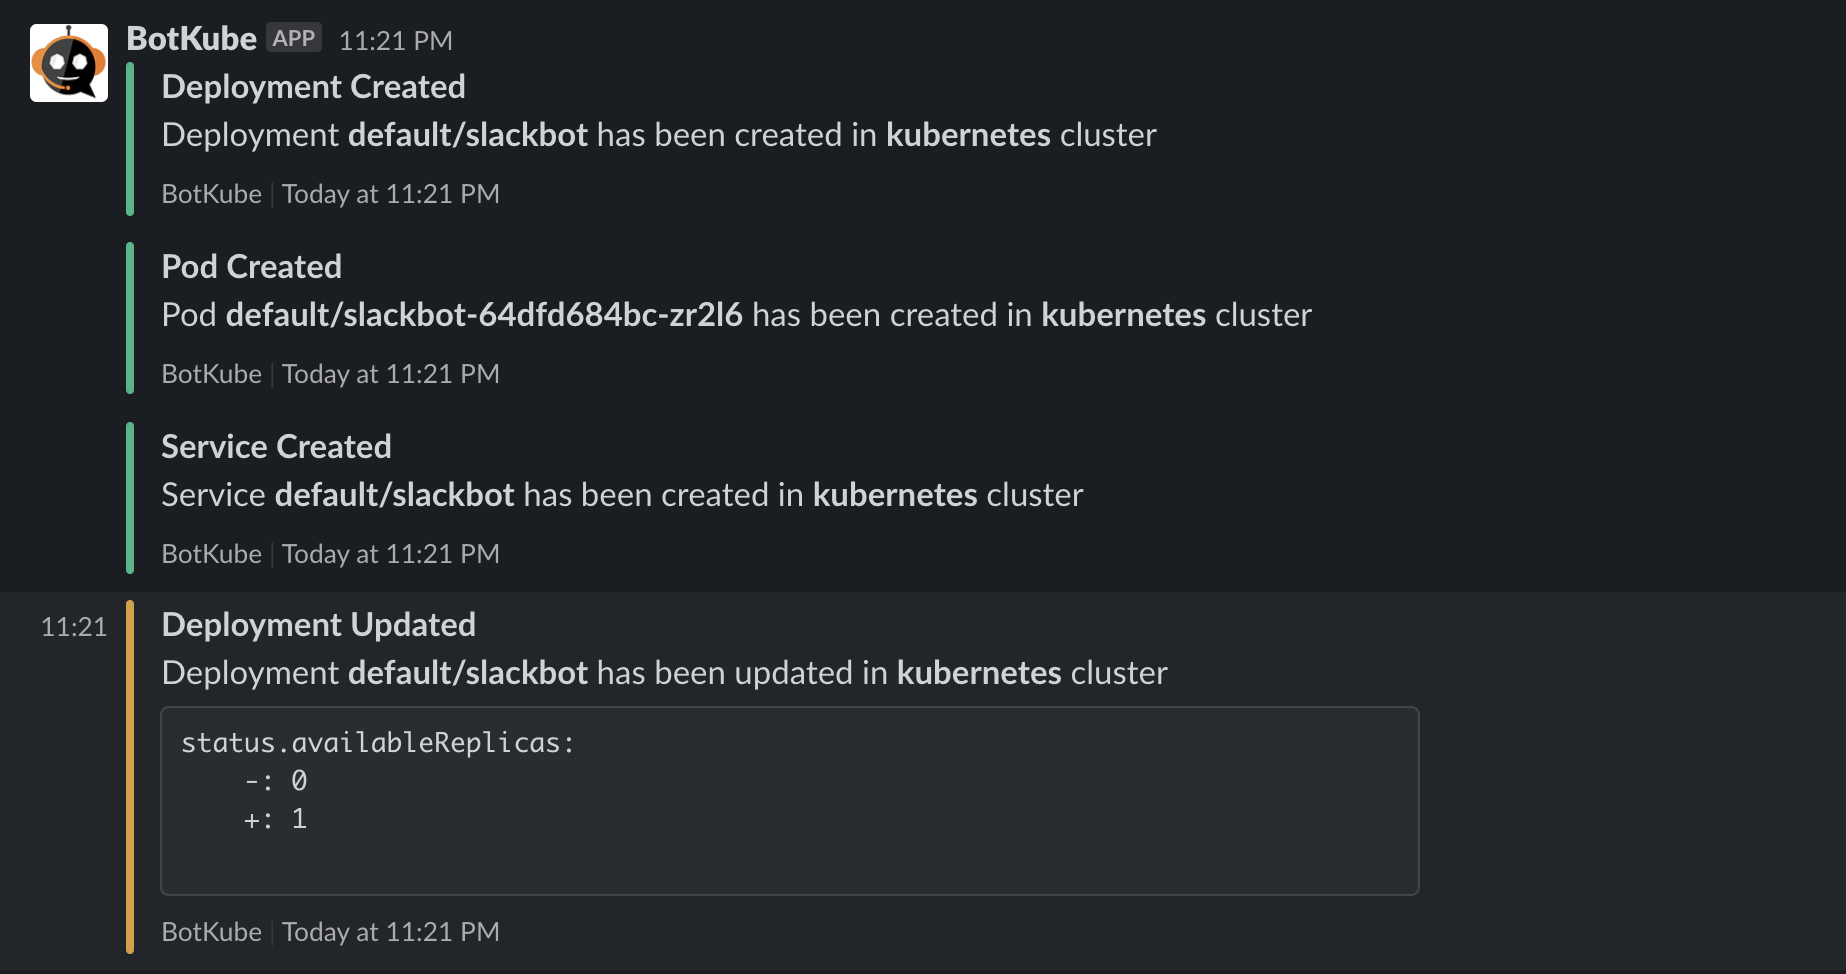 BotKube APP 11:21 PM
Deployment Created
Deployment default/slackbot has been created in kubernetes cluster
BotKube | Today at 11:21 PM
Pod Created
Pod default/slackbot-64dfd684bc-zr2l6 has been created in kubernetes cluster
BotKube | Today at 11:21 PM
Service Created
Service default/slackbot has been created in kubernetes cluster
BotKube | Today at 11:21 PM
11:21 Deployment Updated
Deployment default/slackbot has been updated in kubernetes cluster
status.availableReplicas:
    -: 0
    +: 1
BotKube | Today at 11:21 PM